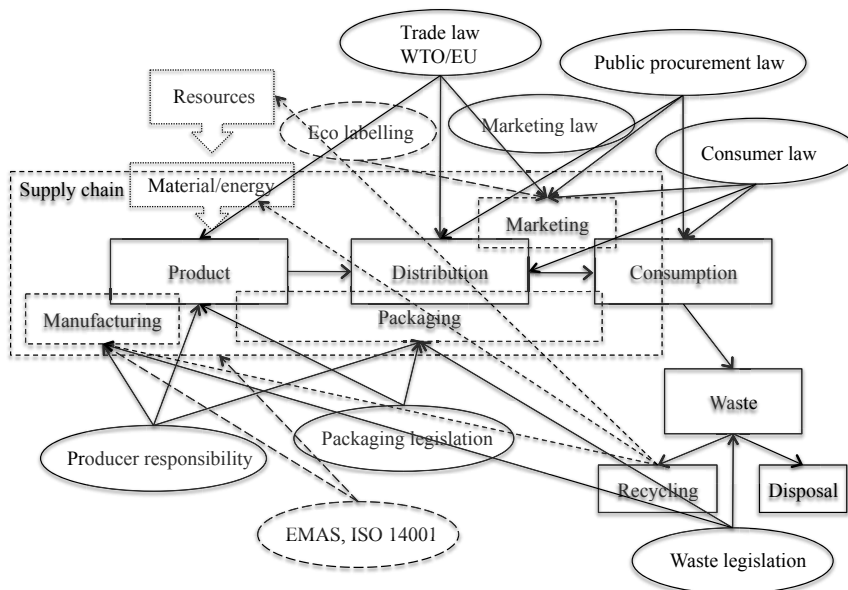 Trade law
WTO/EU
Public procurement law
Resources
Eco labelling
Marketing law
Consumer law
Supply chain
Material/energy
Marketing
Product
Distribution
Consumption
Manufacturing
Packaging
Waste
Producer responsibility
Packaging legislation
Recycling
Disposal
EMAS, ISO 14001
Waste legislation